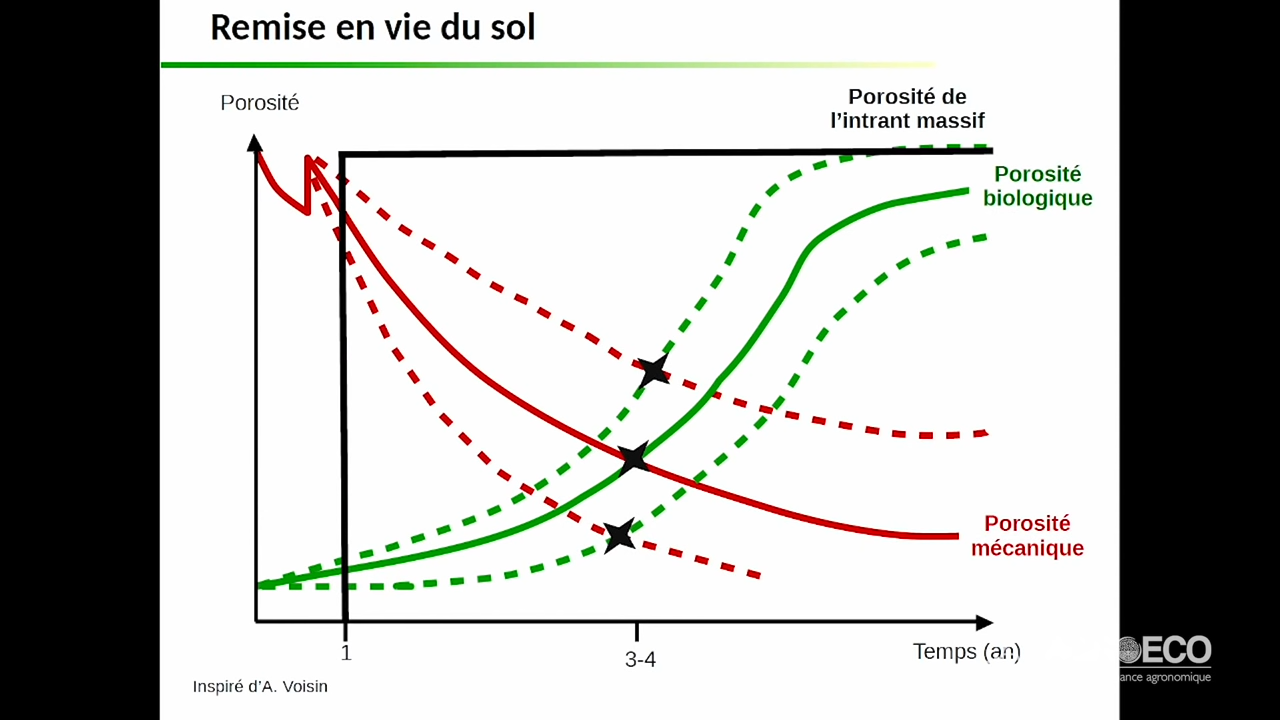 Remise en vie du sol
Porosité
Porosité de
l'intrant massif
Porosité
biologique
Porosité
mécanique
1
3-4
Temps (an)
ECO
ance agronomique
Inspiré d'A. Voisin